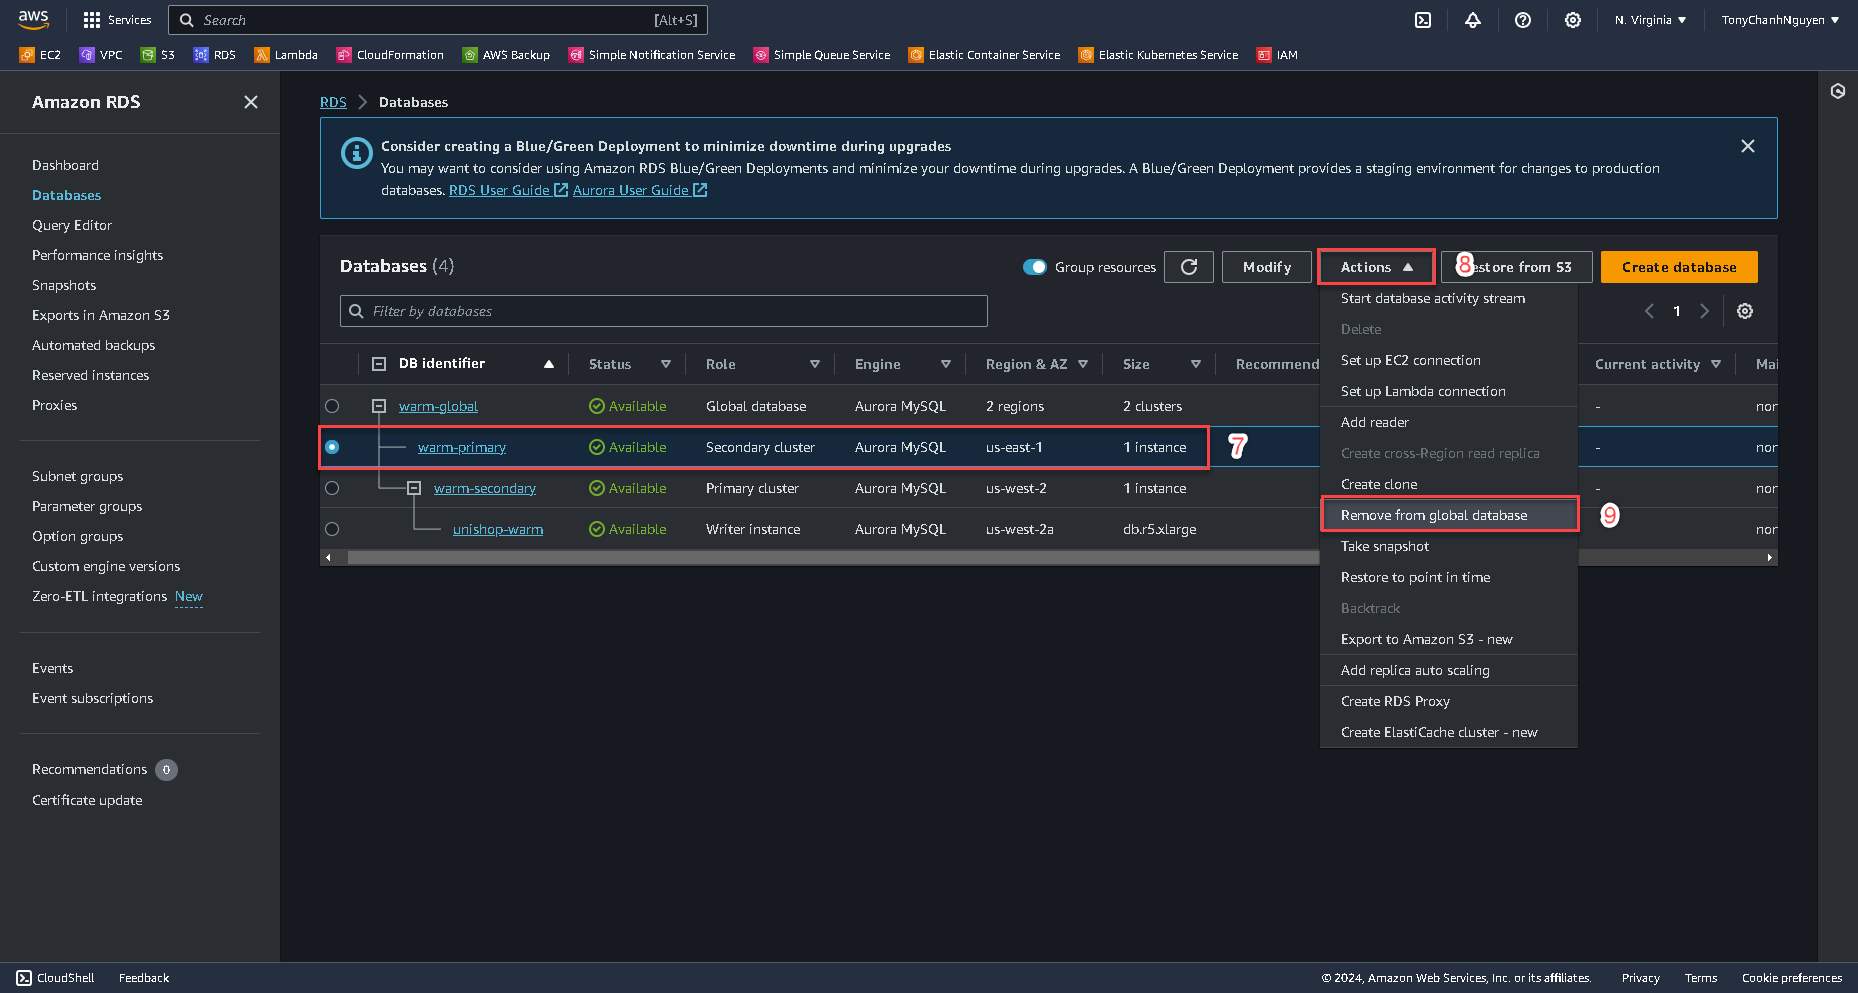 aws
Services
Search
[Alt+S]
N. Virginia
TonyChanhNguyen
EC2
VPC
S3
RDS
Lambda
CloudFormation
AWS Backup
Simple Notification Service
Simple Queue Service
Elastic Container Service
Elastic Kubernetes Service
IAM
Amazon RDS
Dashboard
Databases
Query Editor
Performance insights
Snapshots
Exports in Amazon S3
Automated backups
Reserved instances
Proxies
Subnet groups
Parameter groups
Option groups
Custom engine versions
Zero-ETL integrations New
Events
Event subscriptions
Recommendations 0
Certificate update
RDS > Databases
Consider creating a Blue/Green Deployment to minimize downtime during upgrades
You may want to consider using Amazon RDS Blue/Green Deployments and minimize your downtime during upgrades. A Blue/Green Deployment provides a staging environment for changes to production
databases. RDS User Guide Aurora User Guide
Databases (4)
Group resources
Modify
Actions
8
estore from S3
Create database
Filter by databases
1
DB identifier Status Role Engine Region & AZ Size Recommend Current activity Mai
warm-global Available Global database Aurora MySQL 2 regions 2 clusters - nor
warm-primary Available Secondary cluster Aurora MySQL us-east-1 1 instance 7 - nor
warm-secondary Available Primary cluster Aurora MySQL us-west-2 1 instance - nor
unishop-warm Available Writer instance Aurora MySQL us-west-2a db.r5.xlarge nor
Start database activity stream
Delete
Set up EC2 connection
Set up Lambda connection
Add reader
Create cross-Region read replica
Create clone
Remove from global database
9
Take snapshot
Restore to point in time
Backtrack
Export to Amazon S3 - new
Add replica auto scaling
Create RDS Proxy
Create ElastiCache cluster - new
CloudShell
Feedback
© 2024, Amazon Web Services, Inc. or its affiliates.
Privacy
Terms
Cookie preferences